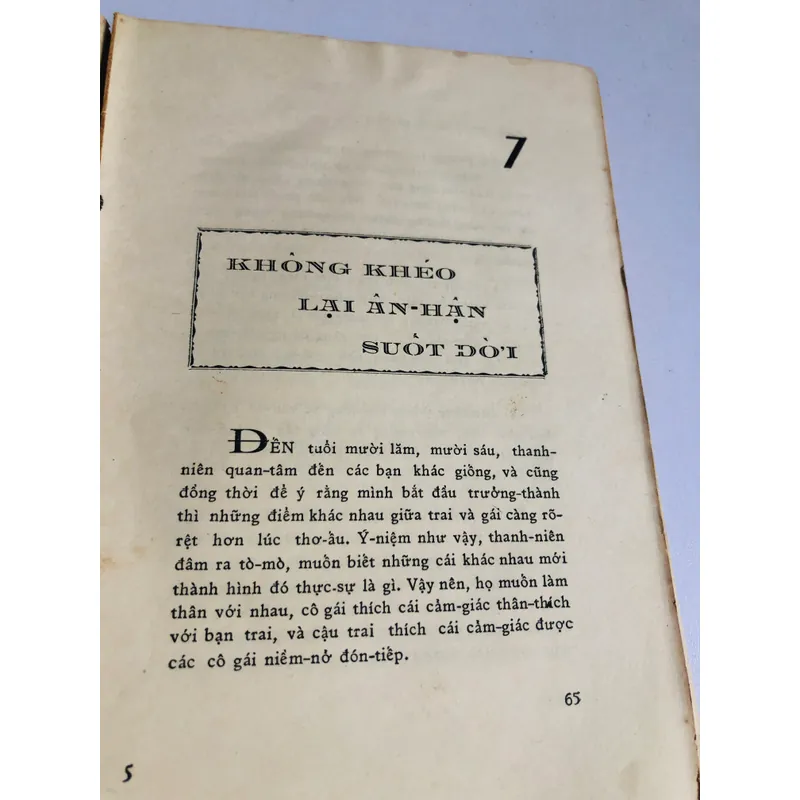 7
KHÔNG KHÉO
LẠI ÂN-HẬN
SUỐT ĐỜI
ĐẾN tuổi mười lăm, mười sáu, thanh-
niên quan-tâm đến các bạn khác giống, và cũng
đồng thời để ý rằng mình bắt đầu trưởng-thành
thì những điểm khác nhau giữa trai và gái càng rõ-
rệt hơn lúc thơ-ầu. Ý-niệm như vậy, thanh-niên
đâm ra tò-mò, muốn biết những cái khác nhau mới
thành hình đó thực-sự là gì. Vậy nên, họ muốn làm
thân với nhau, cô gái thích cái cảm-giác thân-thích
với bạn trai, và cậu trai thích cái cảm-giác được
các cô gái niềm-nở đón-tiếp.
65
5